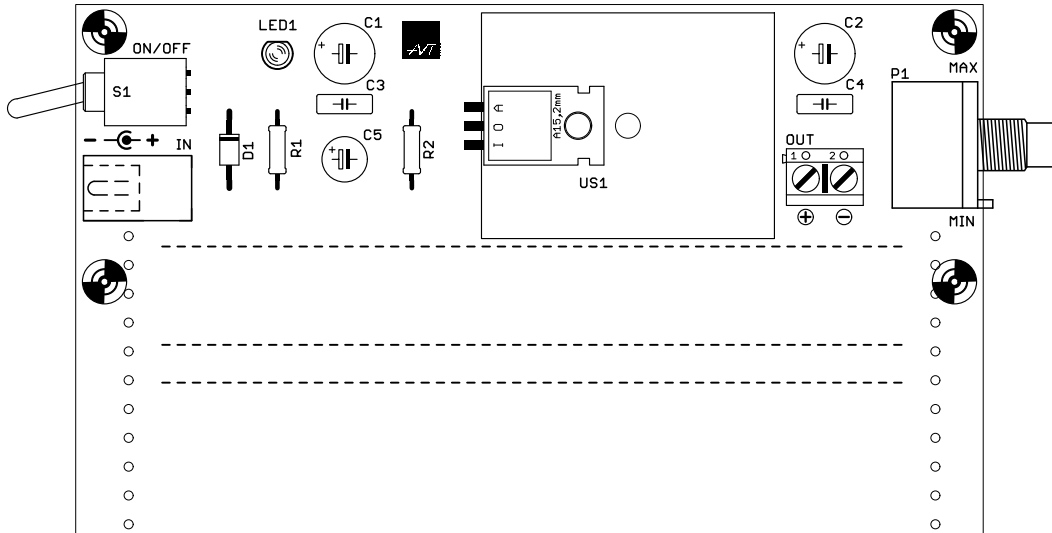 LED1
C1
AVT
C2
ON/OFF
MAX
P1
S1
C3
C4
A
O
I
A15,2mm
- +
IN
D1
R1
C5
R2
OUT
1 2
US1
+ -
MIN